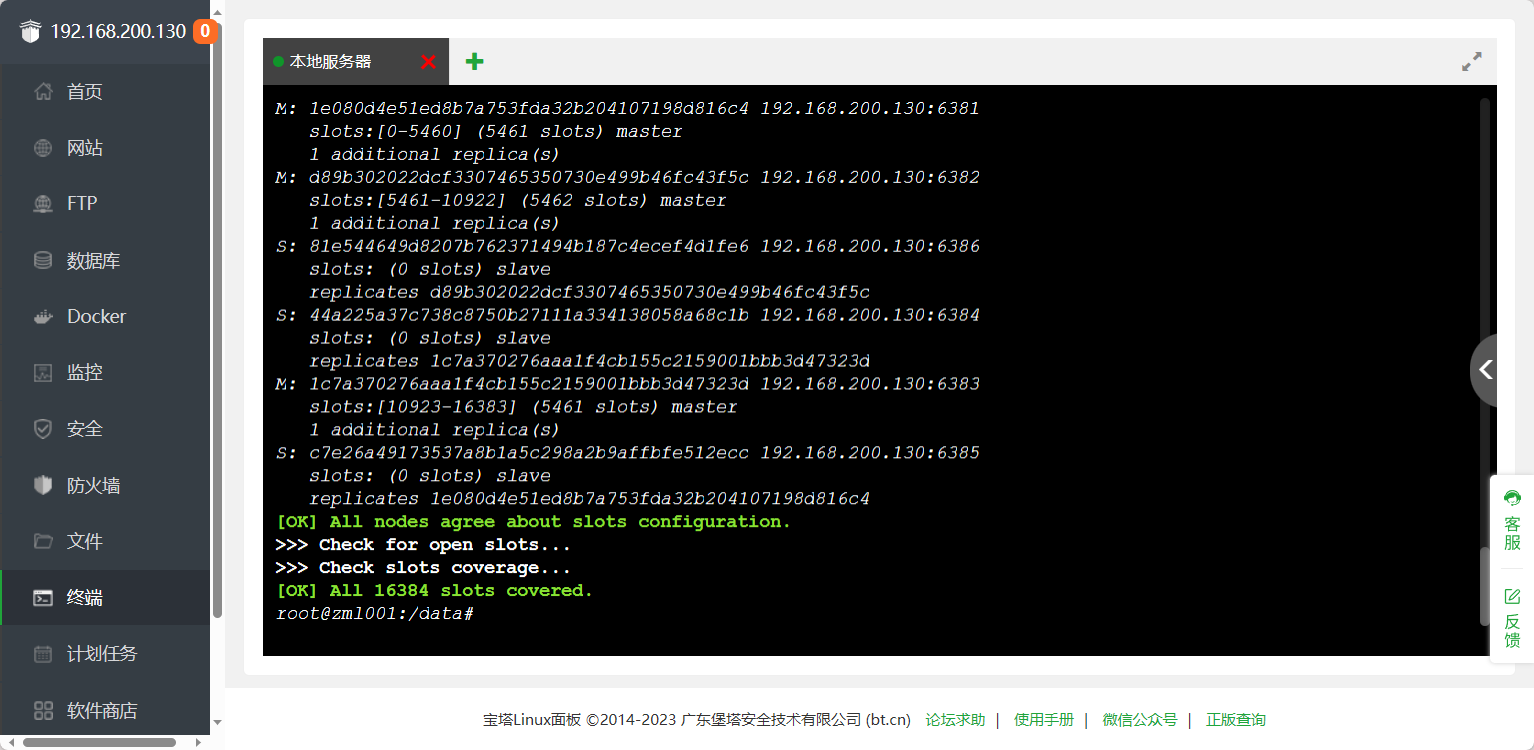 192.168.200.130 0
首页
网站
FTP
数据库
Docker
监控
安全
防火墙
文件
终端
计划任务
软件商店
本地服务器
M: 1e080d4e51ed8b7a753fda32b204107198d816c4 192.168.200.130:6381
slots:[0-5460] (5461 slots) master
1 additional replica(s)
M: d89b302022dcf3307465350730e499b46fc43f5c 192.168.200.130:6382
slots:[5461-10922] (5462 slots) master
1 additional replica(s)
S: 81e544649d8207b762371494b187c4ecef4d1fe6 192.168.200.130:6386
slots: (0 slots) slave
replicates d89b302022dcf3307465350730e499b46fc43f5c
S: 44a225a37c738c8750b27111a334138058a68c1b 192.168.200.130:6384
slots: (0 slots) slave
replicates 1c7a370276aaa1f4cb155c2159001bbb3d47323d
M: 1c7a370276aaa1f4cb155c2159001bbb3d47323d 192.168.200.130:6383
slots:[10923-16383] (5461 slots) master
1 additional replica(s)
S: c7e26a49173537a8b1a5c298a2b9affbfe512ecc 192.168.200.130:6385
slots: (0 slots) slave
replicates 1e080d4e51ed8b7a753fda32b204107198d816c4
[OK] All nodes agree about slots configuration.
>>> Check for open slots...
>>> Check slots coverage...
[OK] All 16384 slots covered.
root@zml001:/data#
客服
反馈
宝塔Linux面板 ©2014-2023 广东堡塔安全技术有限公司 (bt.cn) 论坛求助 | 使用手册 | 微信公众号 | 正版查询